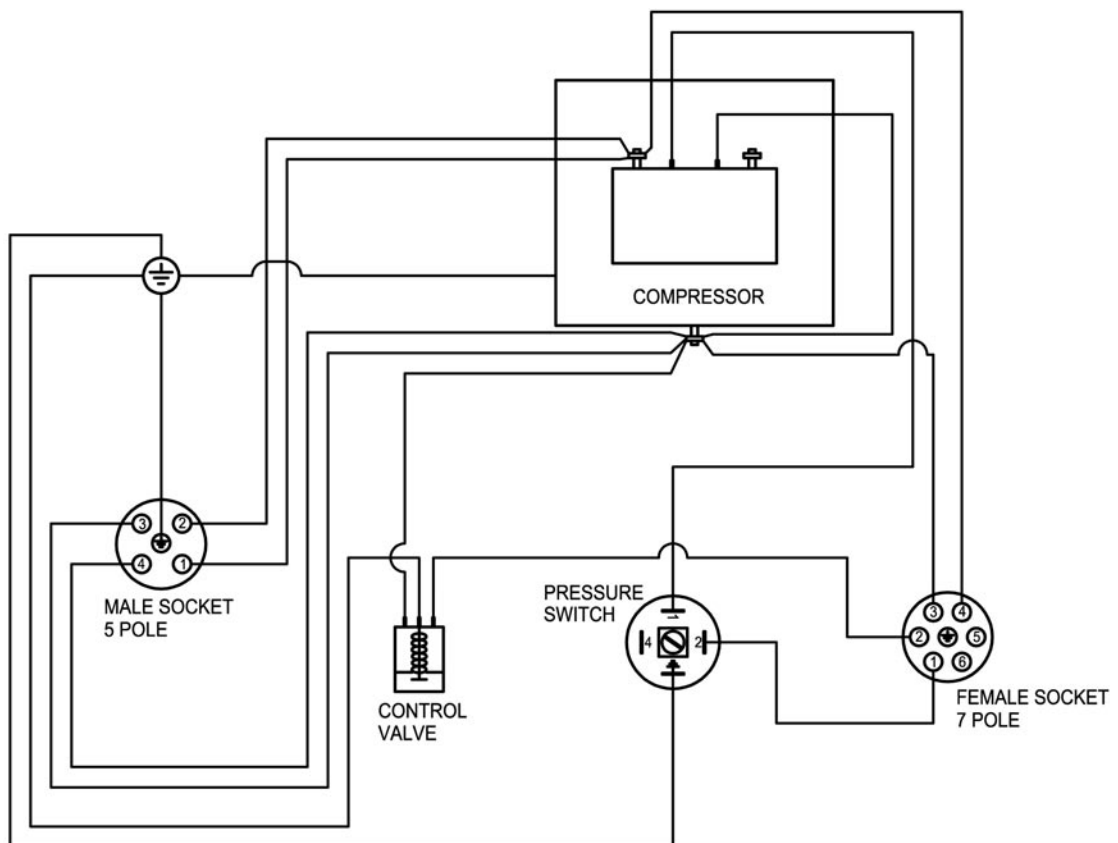 COMPRESSOR
3
2
4
1
MALE SOCKET
5 POLE
CONTROL
VALVE
PRESSURE
SWITCH
1
4
2
3
4
2
5
1
6
FEMALE SOCKET
7 POLE